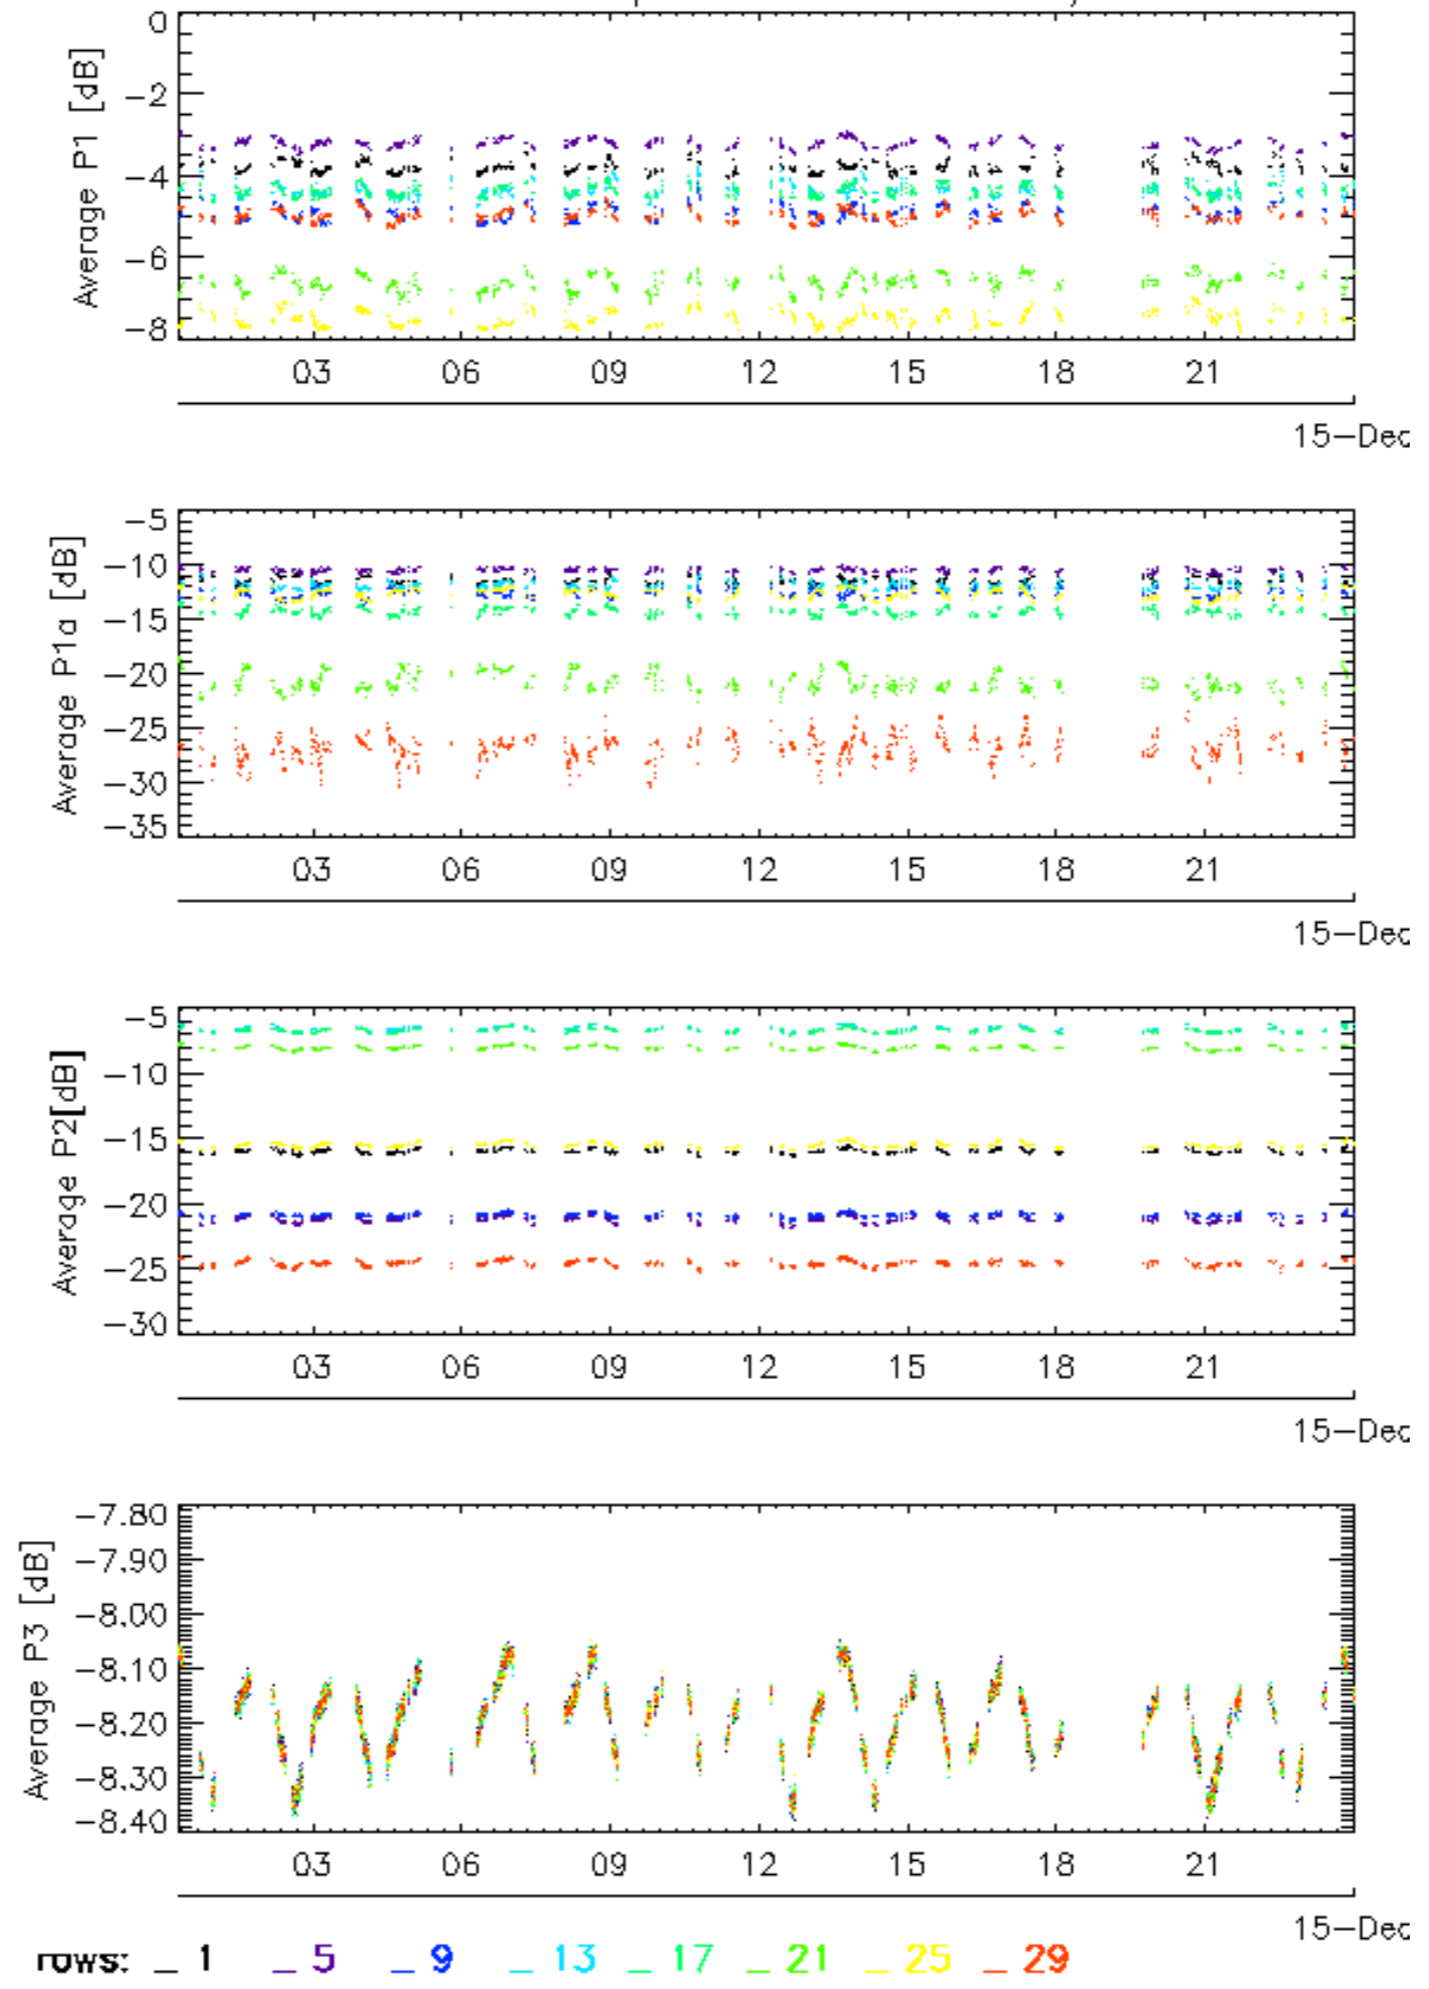 0
Average P1 [dB]
-2
-4
-6
-8
03 06 09 12 15 18 21
15-Dec
-5
Average P1a [dB]
-10
-15
-20
-25
-30
-35
03 06 09 12 15 18 21
15-Dec
-5
Average P2[dB]
-10
-15
-20
-25
-30
03 06 09 12 15 18 21
15-Dec
-7.80
Average P3 [dB]
-7.90
-8.00
-8.10
-8.20
-8.30
-8.40
03 06 09 12 15 18 21
15-Dec
rows: _ 1 _ 5 _ 9 _ 13 _ 17 _ 21 _ 25 _ 29